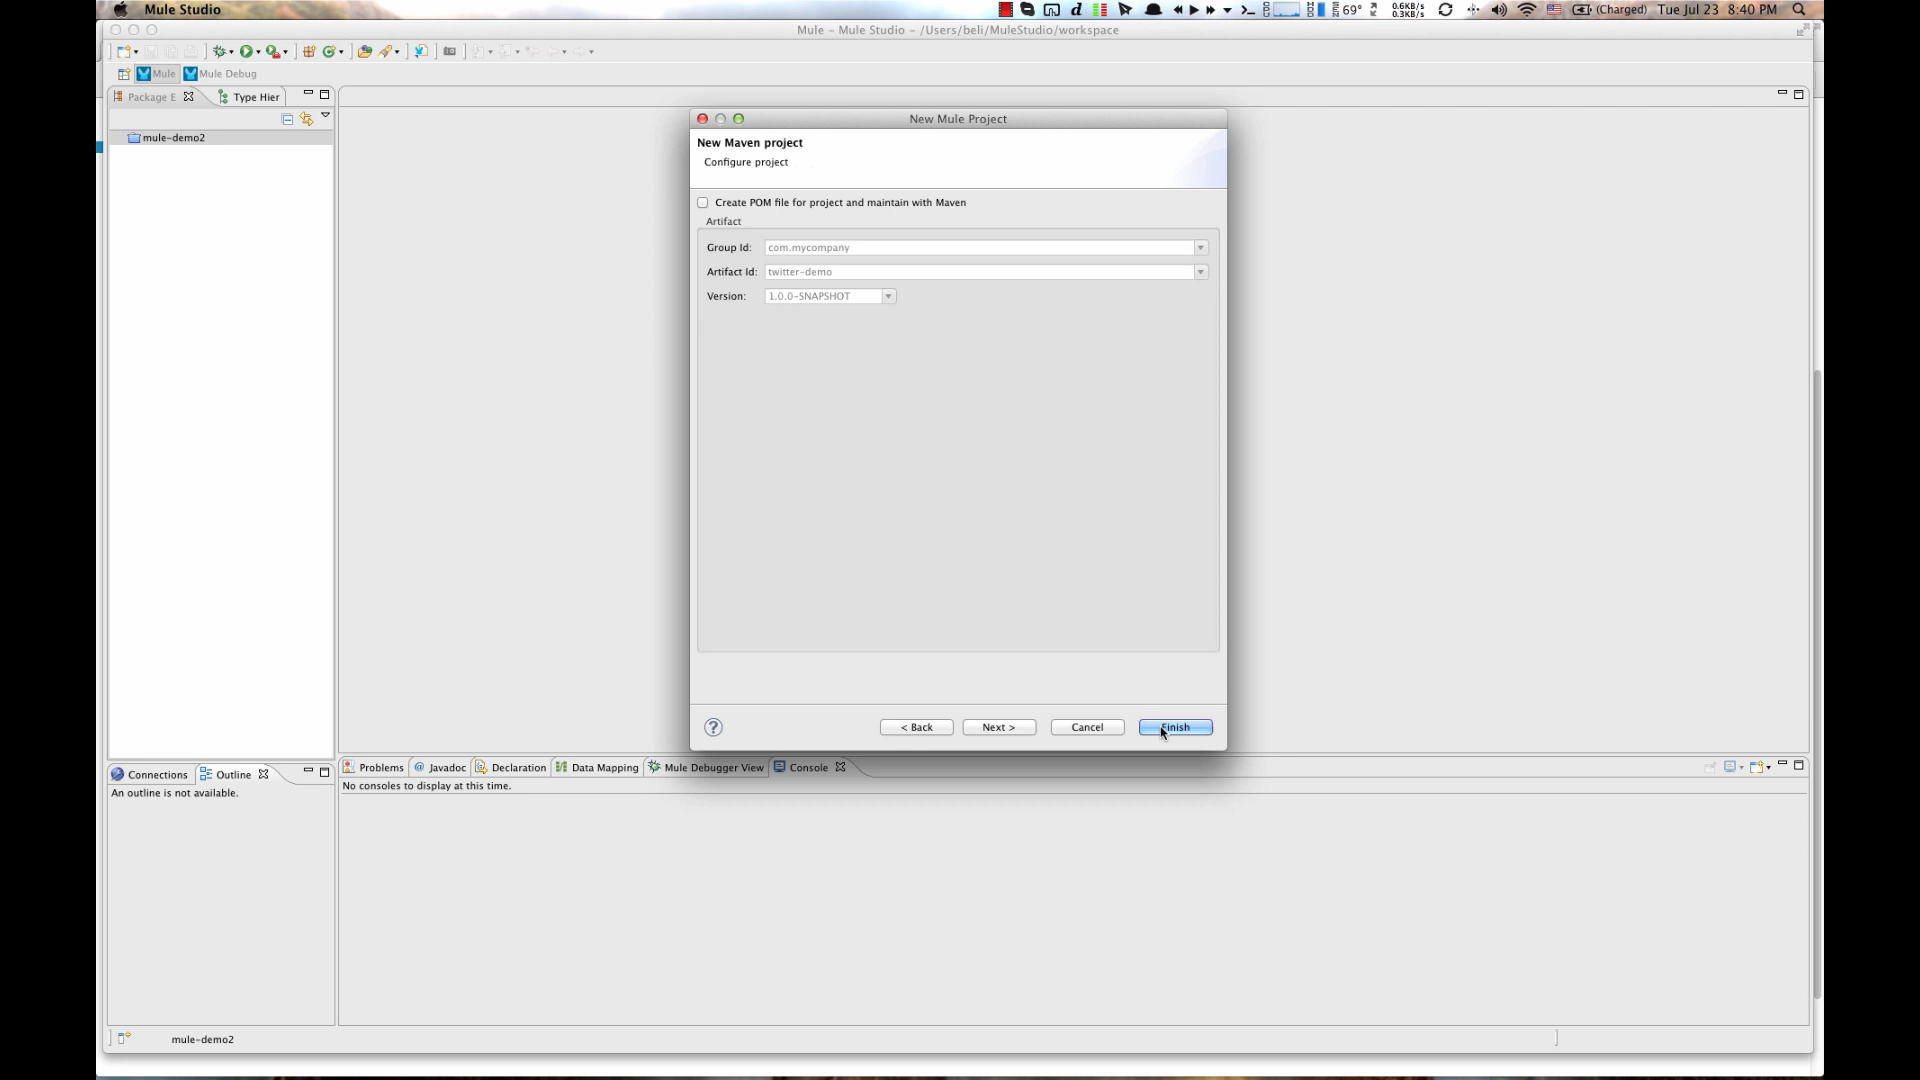 Mule Studio
d
69°
0.6KB/s
0.3KB/s
(Charged) Tue Jul 23 8:40 PM
Mule – Mule Studio – /Users/beli/MuleStudio/workspace
Mule
Mule Debug
Package E
Type Hier
mule-demo2
New Mule Project
New Maven project
Configure project
Create POM file for project and maintain with Maven
Artifact
Group Id: com.mycompany
Artifact Id: twitter-demo
Version: 1.0.0-SNAPSHOT
?
< Back
Next >
Cancel
Finish
Connections
Outline
An outline is not available.
Problems
@ Javadoc
Declaration
Data Mapping
Mule Debugger View
Console
No consoles to display at this time.
mule-demo2